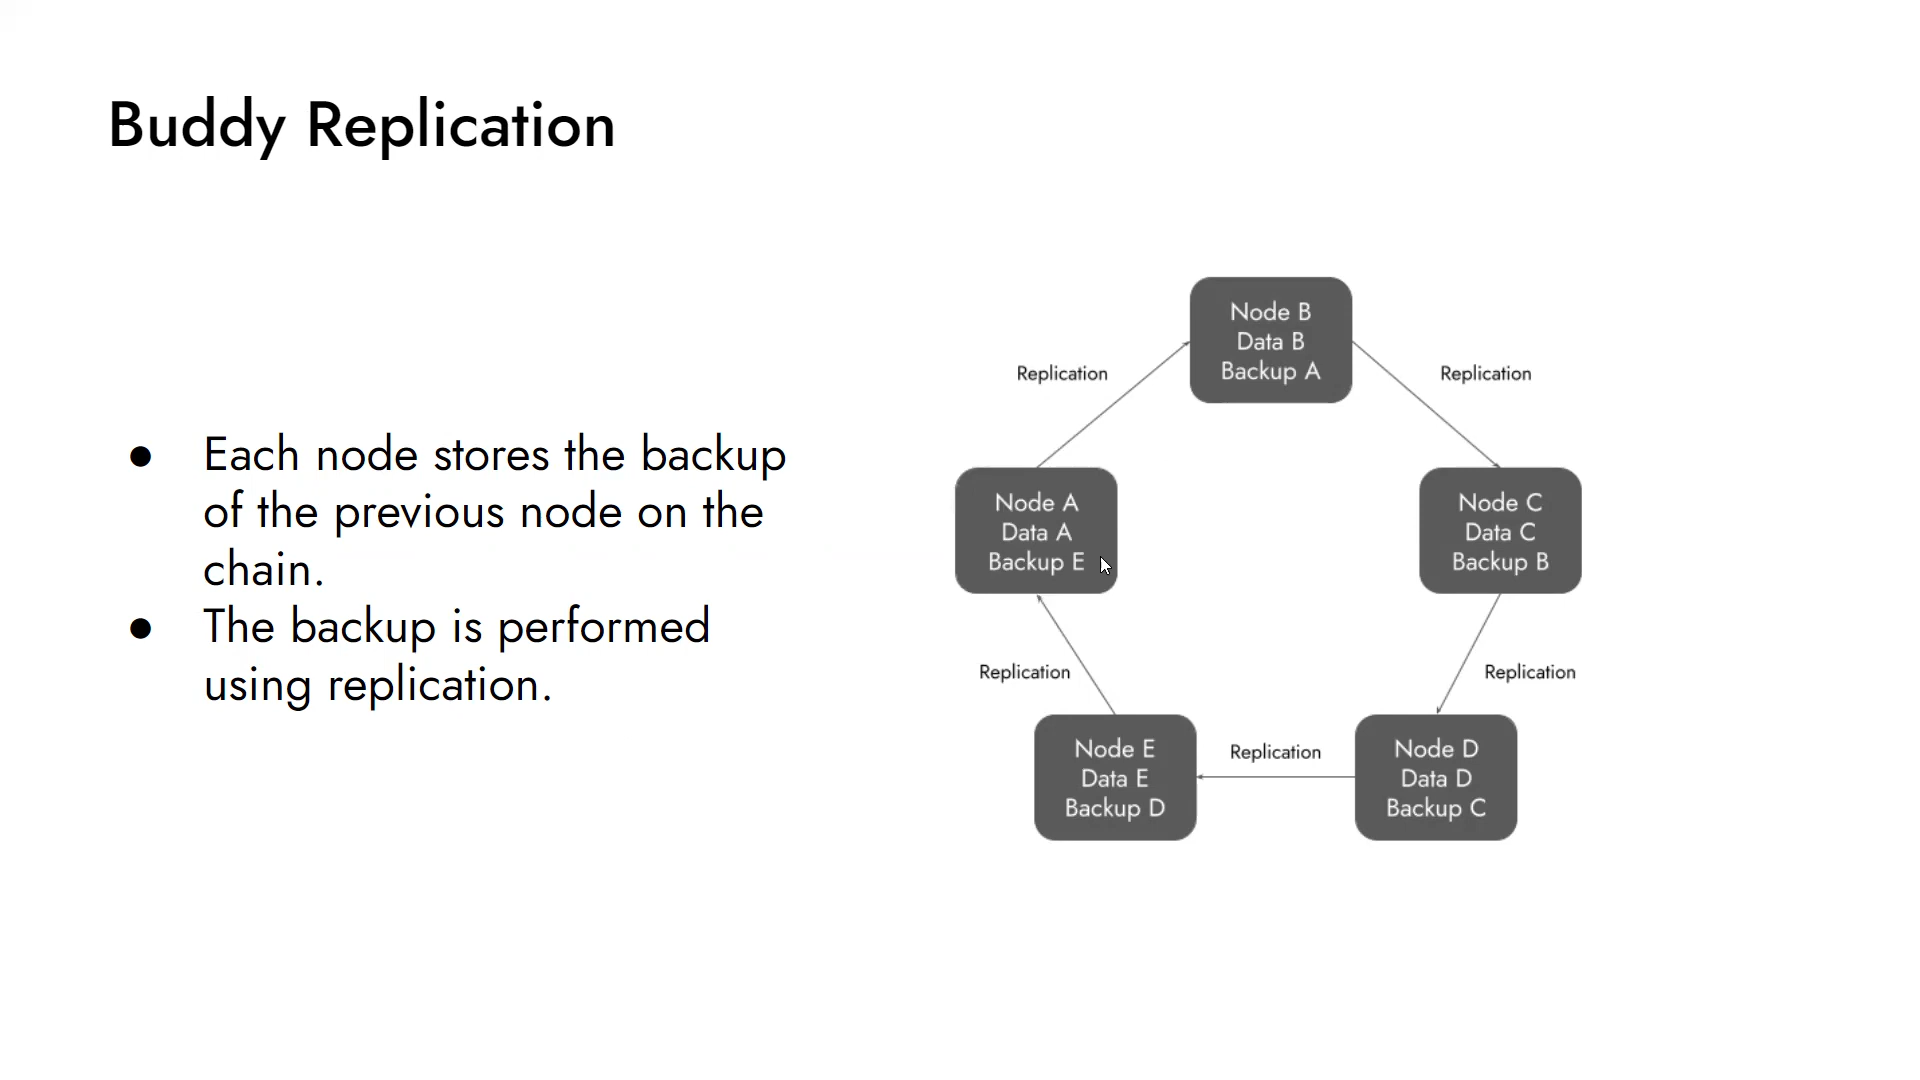 Buddy Replication
● Each node stores the backup
of the previous node on the
chain.
● The backup is performed
using replication.
Node B
Data B
Backup A
Replication
Replication
Node A
Data A
Backup E
Node C
Data C
Backup B
Replication
Replication
Node E
Data E
Backup D
Replication
Node D
Data D
Backup C